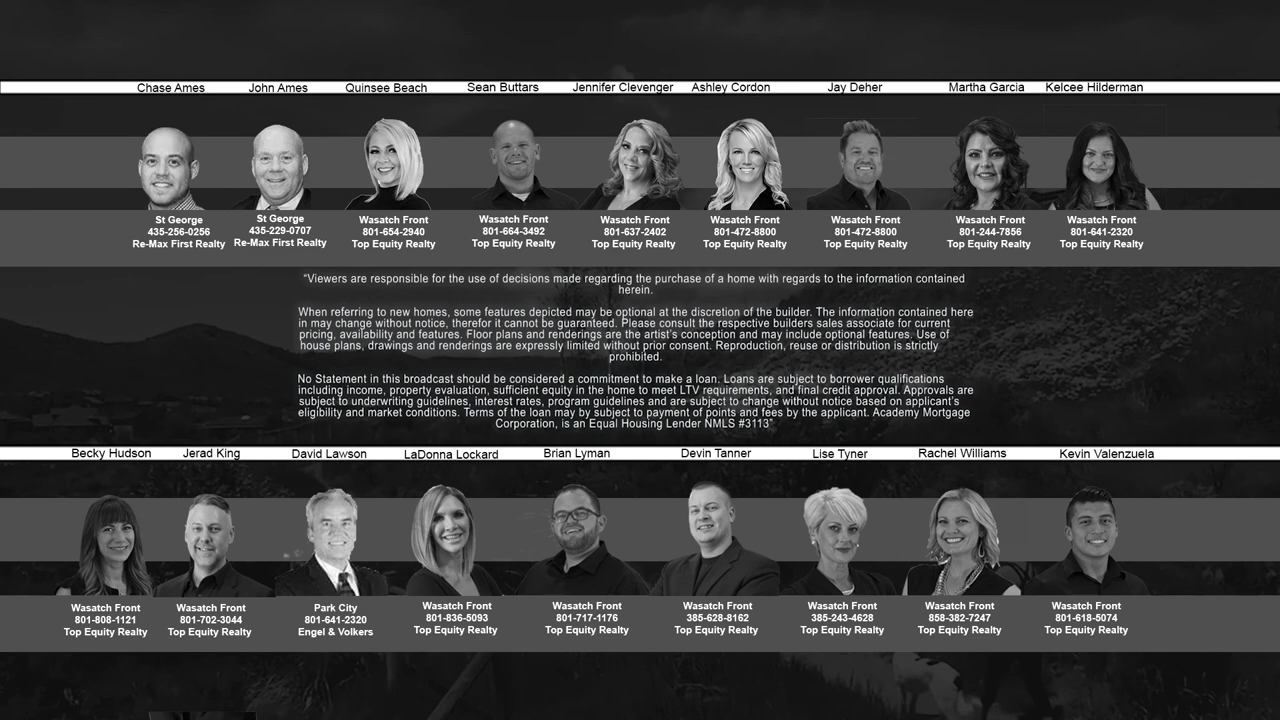 Chase Ames John Ames Quinsee Beach Sean Buttars Jennifer Clevenger Ashley Cordon Jay Deher Martha Garcia Kelcee Hilderman
St George St George Wasatch Front Wasatch Front Wasatch Front Wasatch Front Wasatch Front Wasatch Front Wasatch Front
435-256-0256 435-229-0707 801-654-2940 801-664-3492 801-637-2402 801-472-8800 801-472-8800 801-244-7856 801-641-2320
Re-Max First Realty Re-Max First Realty Top Equity Realty Top Equity Realty Top Equity Realty Top Equity Realty Top Equity Realty Top Equity Realty Top Equity Realty
“Viewers are responsible for the use of decisions made regarding the purchase of a home with regards to the information contained
herein.
When referring to new homes, some features depicted may be optional at the discretion of the builder. The information contained here
in may change without notice, therefor it cannot be guaranteed. Please consult the respective builders sales associate for current
pricing, availability and features. Floor plans and renderings are the artist’s conception and may include optional features. Use of
house plans, drawings and renderings are expressly limited without prior consent. Reproduction, reuse or distribution is strictly
prohibited.
No Statement in this broadcast should be considered a commitment to make a loan. Loans are subject to borrower qualifications
including income, property evaluation, sufficient equity in the home to meet LTV requirements, and final credit approval. Approvals are
subject to underwriting guidelines, interest rates, program guidelines and are subject to change without notice based on applicant’s
eligibility and market conditions. Terms of the loan may by subject to payment of points and fees by the applicant. Academy Mortgage
Corporation, is an Equal Housing Lender NMLS #3113”
Becky Hudson Jerad King David Lawson LaDonna Lockard Brian Lyman Devin Tanner Lise Tyner Rachel Williams Kevin Valenzuela
Wasatch Front Wasatch Front Park City Wasatch Front Wasatch Front Wasatch Front Wasatch Front Wasatch Front Wasatch Front
801-808-1121 801-702-3044 801-641-2320 801-836-5093 801-717-1176 385-628-8162 385-243-4628 858-382-7247 801-618-5074
Top Equity Realty Top Equity Realty Engel & Volkers Top Equity Realty Top Equity Realty Top Equity Realty Top Equity Realty Top Equity Realty Top Equity Realty